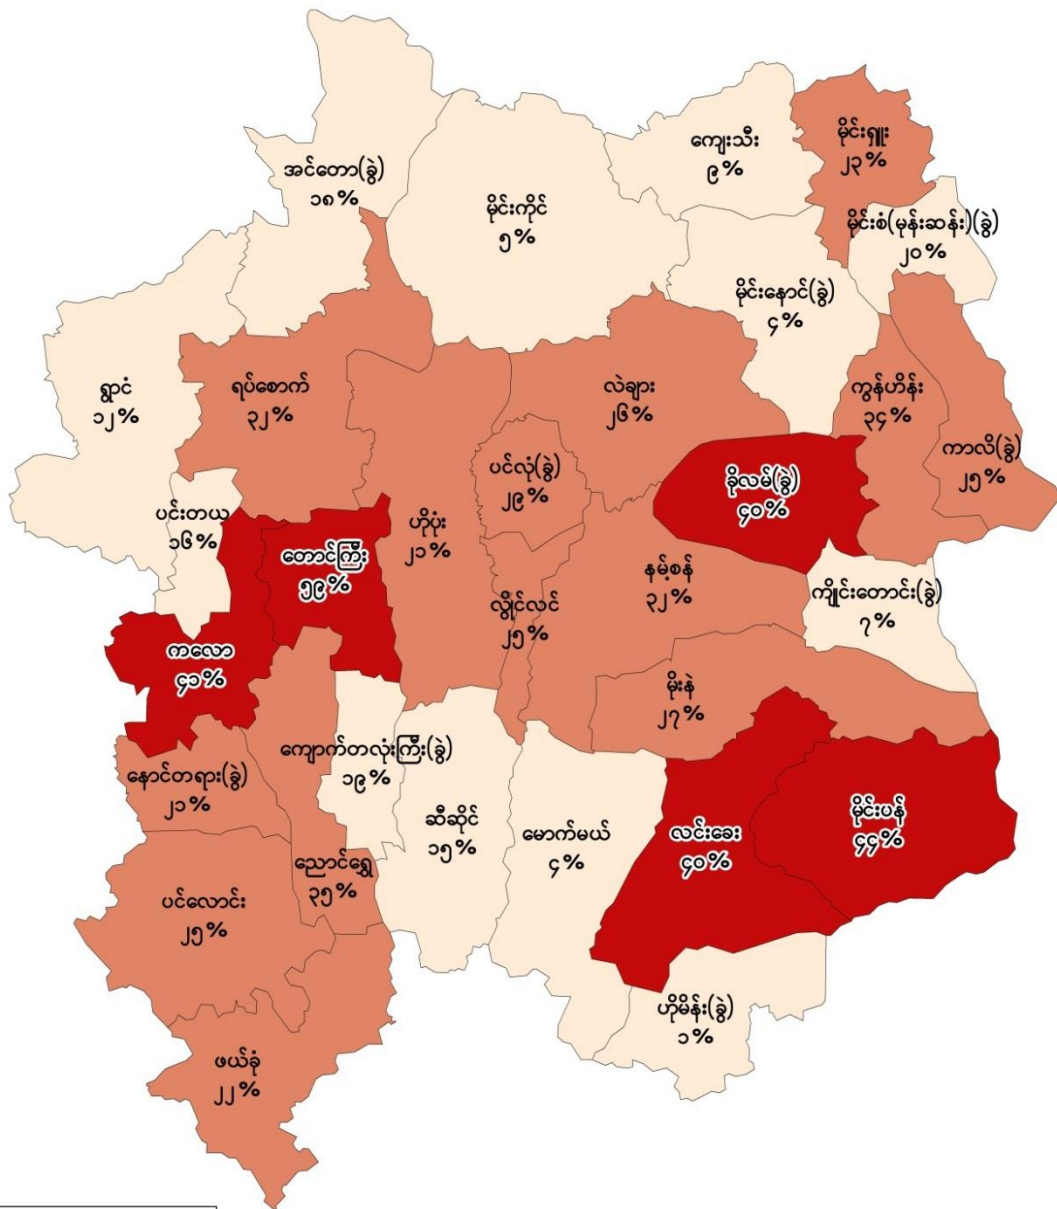 ကျေးသီး
၉%
မိုင်းရှူး
၂၃%
အင်တော(ခွဲ)
၁၈%
မိုင်းကိုင်
၅%
မိုင်းစံ(မုန်းဆန်း)(ခွဲ)
၂၀%
မိုင်းနောင်(ခွဲ)
၄%
ရွာငံ
၁၂%
ရပ်စောက်
၃၂%
လဲချား
၂၆%
ကွန်ဟိန်း
၃၄%
ကာလိ(ခွဲ)
၂၅%
ပင်လုံ(ခွဲ)
၂၉%
ခိုလမ်(ခွဲ)
၄၀%
ပင်းတယ
၁၆%
ဟိုပုံး
၂၁%
တောင်ကြီး
၅၉%
နမ့်စန်
၃၂%
ကျိုင်းတောင်း(ခွဲ)
၇%
လွိုင်လင်
၂၅%
ကလော
၄၁%
မိုးနဲ
၂၇%
ကျောက်တလုံးကြီး(ခွဲ)
၁၉%
နောင်တရား(ခွဲ)
၂၁%
ဆီဆိုင်
၁၅%
မောက်မယ်
၄%
လင်းခေး
၄၀%
မိုင်းပန်
၄၄%
ညောင်ရွှေ
၃၅%
ပင်လောင်း
၂၅%
ဟိုမိန်း(ခွဲ)
၁%
ဖယ်ခုံ
၂၂%